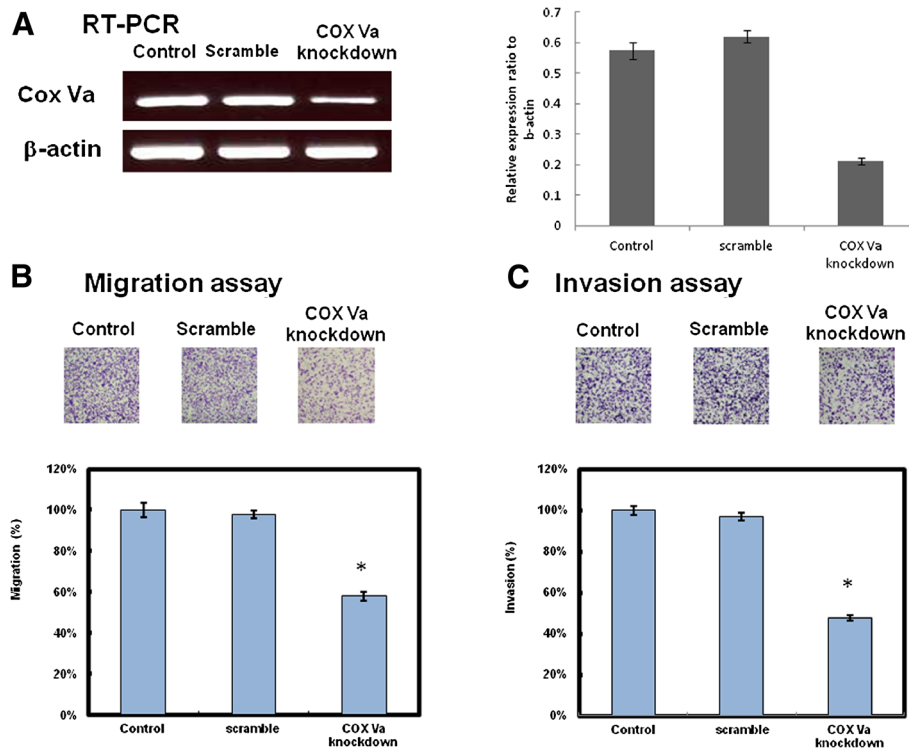 A
RT-PCR
Control Scramble COX Va knockdown
Cox Va
β-actin
Relative expression ratio to b-actin
0.7
0.6
0.5
0.4
0.3
0.2
0.1
0
Control scramble COX Va knockdown
B
Migration assay
Control Scramble COX Va knockdown
Migration (%)
120%
100%
80%
60%
40%
20%
0%
*
Control scramble COX Va knockdown
C
Invasion assay
Control Scramble COX Va knockdown
Invasion (%)
120%
100%
80%
60%
40%
20%
0%
*
Control scramble COX Va knockdown